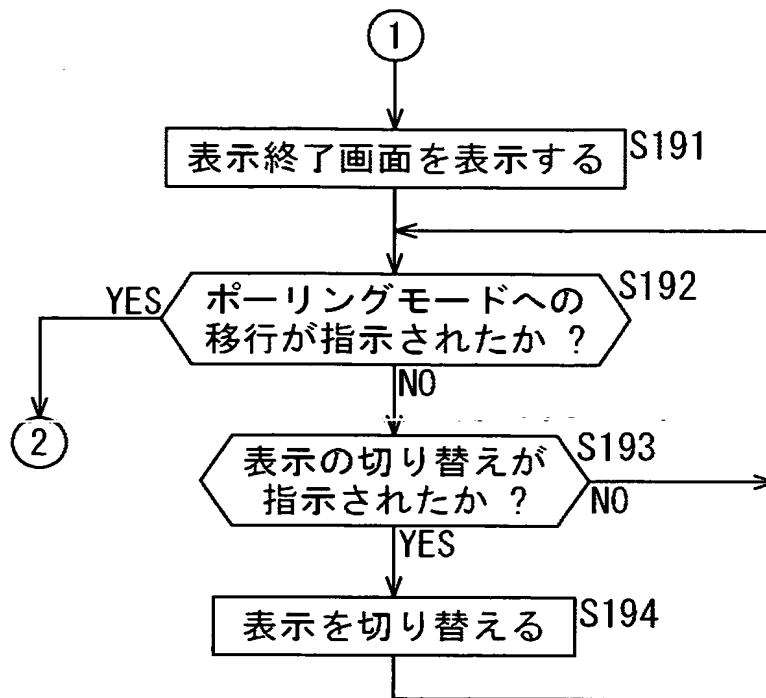 1
表示終了画面を表示する
S191
ポーリングモードへの
移行が指示されたか ?
S192
YES
NO
2
表示の切り替えが
指示されたか ?
S193
NO
YES
表示を切り替える
S194